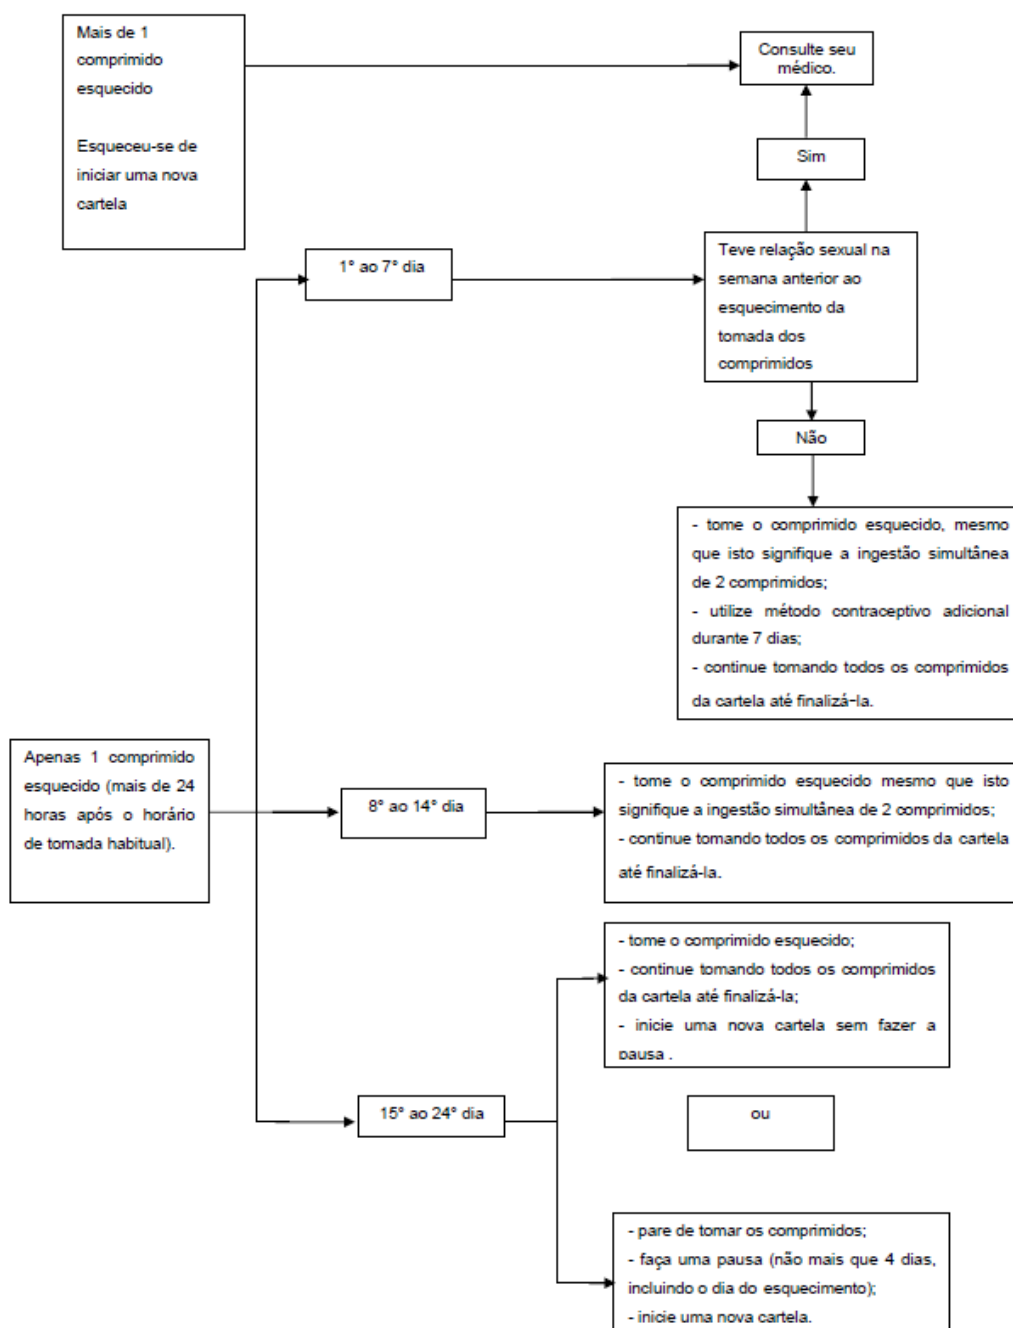 Mais de 1
comprimido
esquecido
Esqueceu-se de
iniciar uma nova
cartela
Consulte seu
médico.
Sim
1° ao 7° dia
Teve relação sexual na
semana anterior ao
esquecimento da
tomada dos
comprimidos
Não
- tome o comprimido esquecido, mesmo
que isto signifique a ingestão simultânea
de 2 comprimidos;
- utilize método contraceptivo adicional
durante 7 dias;
- continue tomando todos os comprimidos
da cartela até finalizá-la.
Apenas 1 comprimido
esquecido (mais de 24
horas após o horário
de tomada habitual).
8° ao 14° dia
- tome o comprimido esquecido mesmo que isto
signifique a ingestão simultânea de 2 comprimidos;
- continue tomando todos os comprimidos da cartela
até finalizá-la.
- tome o comprimido esquecido;
- continue tomando todos os comprimidos
da cartela até finalizá-la;
- inicie uma nova cartela sem fazer a
pausa .
15° ao 24° dia
ou
- pare de tomar os comprimidos;
- faça uma pausa (não mais que 4 dias,
incluindo o dia do esquecimento);
- inicie uma nova cartela.